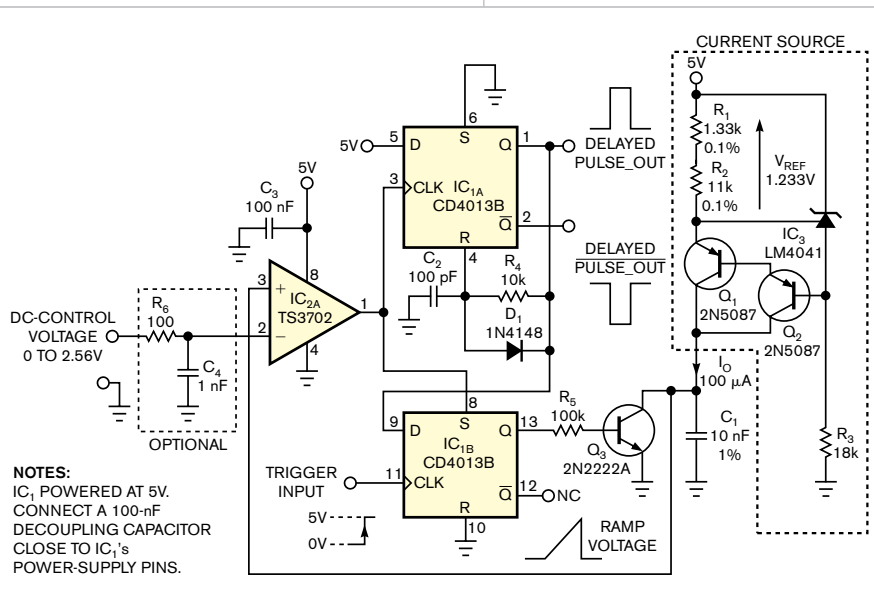 CURRENT SOURCE
5V
R1
1.33k
0.1%
R2
11k
0.1%
VREF
1.233V
IC3
LM4041
Q1
2N5087
Q2
2N5087
IO
100 µA
C1
10 nF
1%
R3
18k
6
S
5V
5
D
Q
1
3
CLK
IC1A
CD4013B
Q̅
2
R
4
DELAYED
PULSE_OUT
DELAYED
P̅U̅L̅S̅E̅_̅O̅U̅T̅
C2
100 pF
R4
10k
D1
1N4148
5V
C3
100 nF
8
3
+
IC2A
TS3702
1
2
−
4
DC-CONTROL
VOLTAGE
0 TO 2.56V
R6
100
C4
1 nF
OPTIONAL
8
S
9
D
Q
13
IC1B
CD4013B
11
CLK
Q̅
12
NC
R
10
R5
100k
Q3
2N2222A
TRIGGER
INPUT
5V
0V
RAMP
VOLTAGE
NOTES:
IC1 POWERED AT 5V.
CONNECT A 100-nF
DECOUPLING CAPACITOR
CLOSE TO IC1's
POWER-SUPPLY PINS.